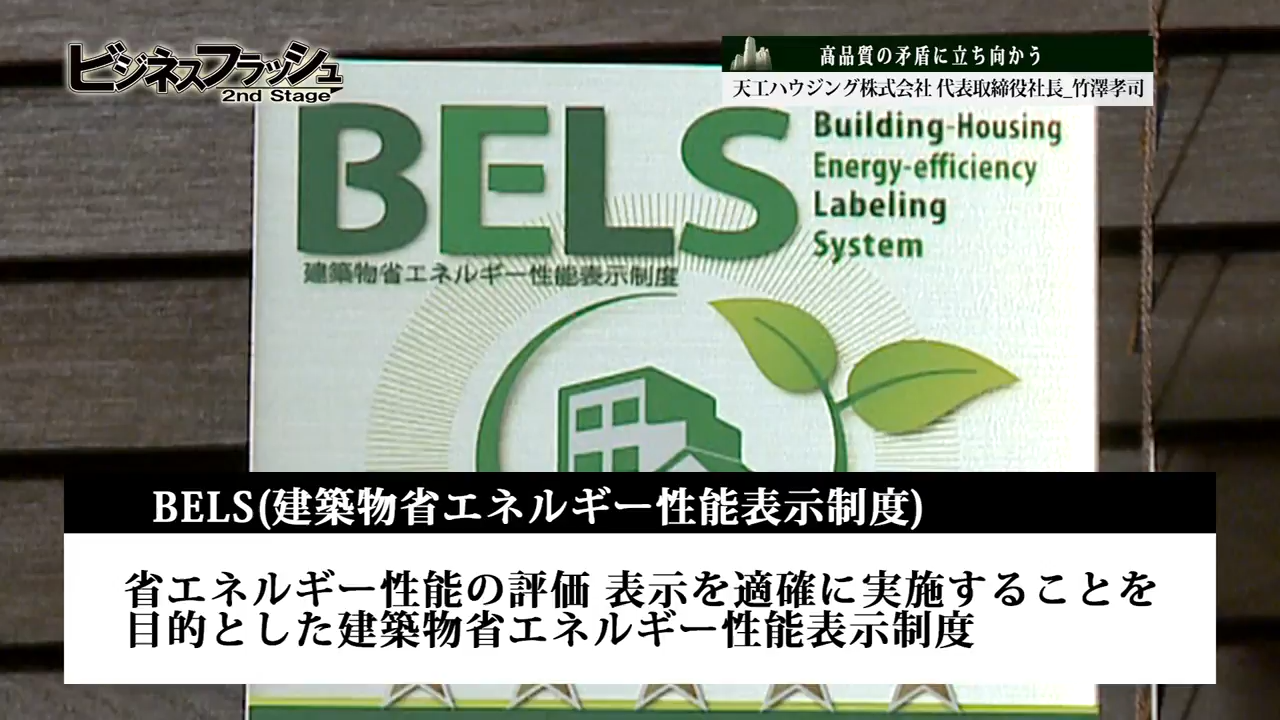 ビジネスフラッシュ
2nd Stage
高品質の矛盾に立ち向かう
天工ハウジング株式会社 代表取締役社長_竹澤孝司
BELS
Building-Housing
Energy-efficiency
Labeling
System
建築物省エネルギー性能表示制度
BELS(建築物省エネルギー性能表示制度)
省エネルギー性能の評価 表示を適確に実施することを
目的とした建築物省エネルギー性能表示制度